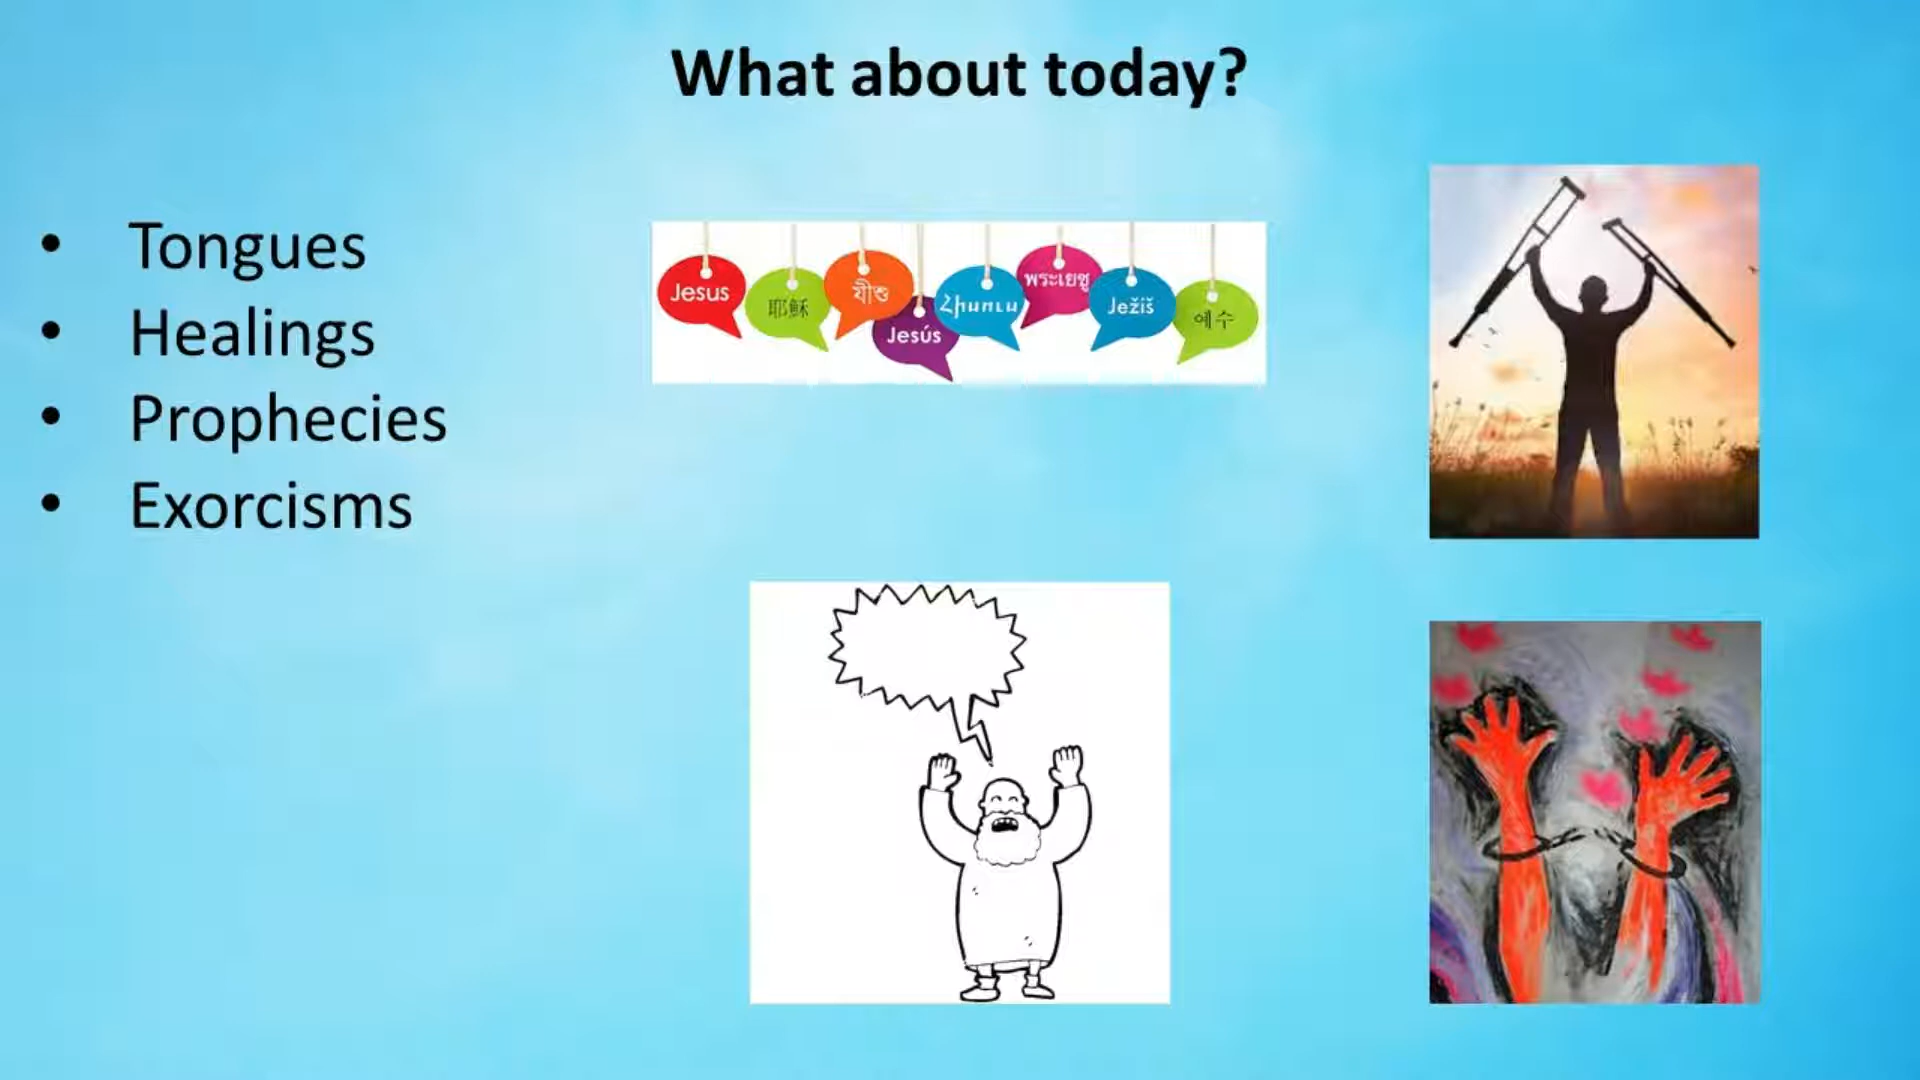 What about today?
• Tongues
• Healings
• Prophecies
• Exorcisms
Jesus
耶穌
যীশু
Jesús
Հիսուս
พระเยซู
Ježíš
예수